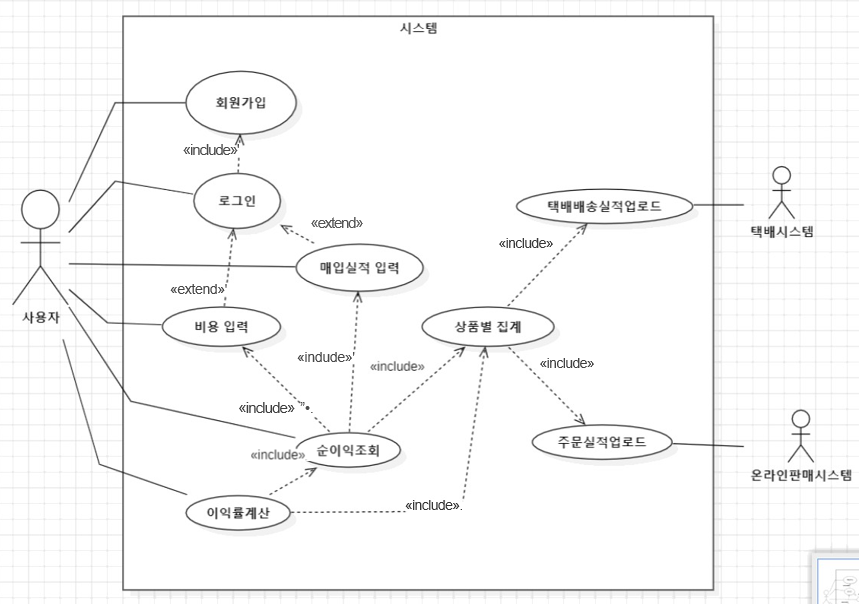 시스템
회원가입
«include»
로그인
택배배송실적업로드
«extend»
택배시스템
«include»
매입실적 입력
«extend»
사용자
비용 입력
상품별 집계
«indude»
«include»
«include»
«include»
주문실적업로드
순이익조회
«include»
온라인판매시스템
이익률계산
«include».